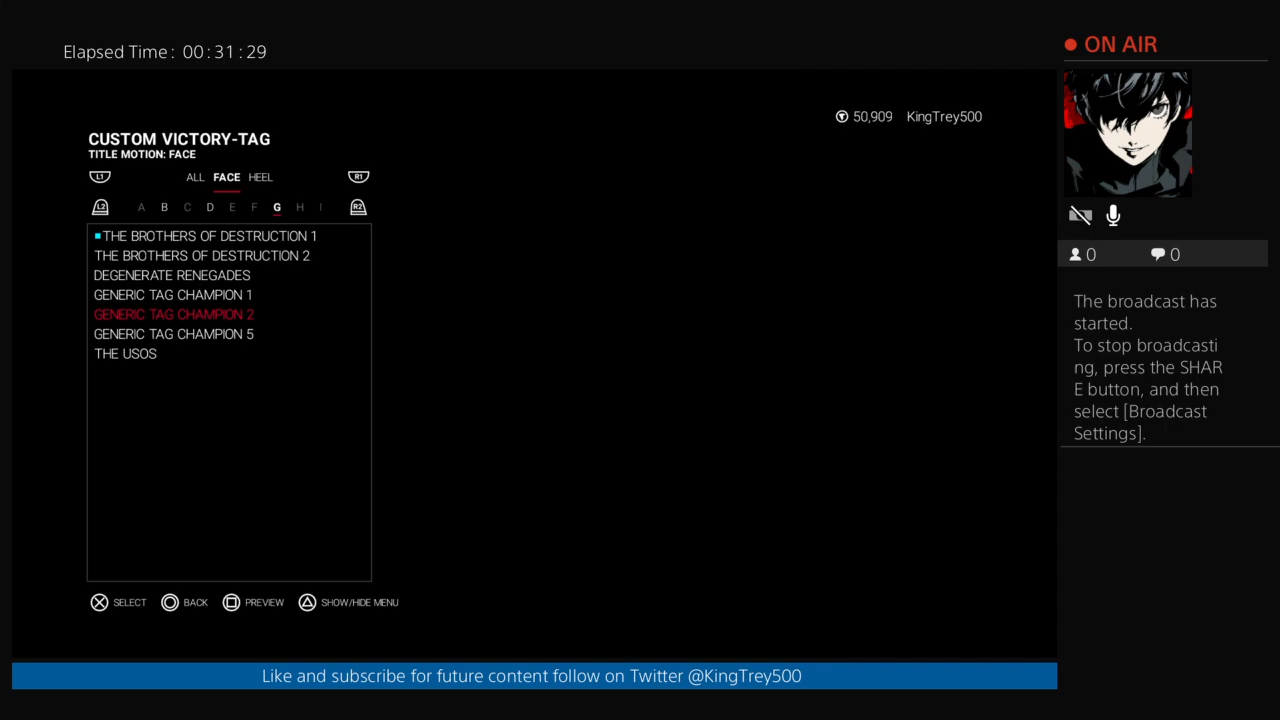 Elapsed Time: 00:31:29
ON AIR
50,909 KingTrey500
CUSTOM VICTORY-TAG
TITLE MOTION: FACE
L1 ALL FACE HEEL R1
L2 A B C D E F G H I R2
THE BROTHERS OF DESTRUCTION 1
THE BROTHERS OF DESTRUCTION 2
DEGENERATE RENEGADES
GENERIC TAG CHAMPION 1
GENERIC TAG CHAMPION 2
GENERIC TAG CHAMPION 5
THE USOS
SELECT BACK PREVIEW SHOW/HIDE MENU
0 0
The broadcast has
started.
To stop broadcasti
ng, press the SHAR
E button, and then
select [Broadcast
Settings].
Like and subscribe for future content follow on Twitter @KingTrey500